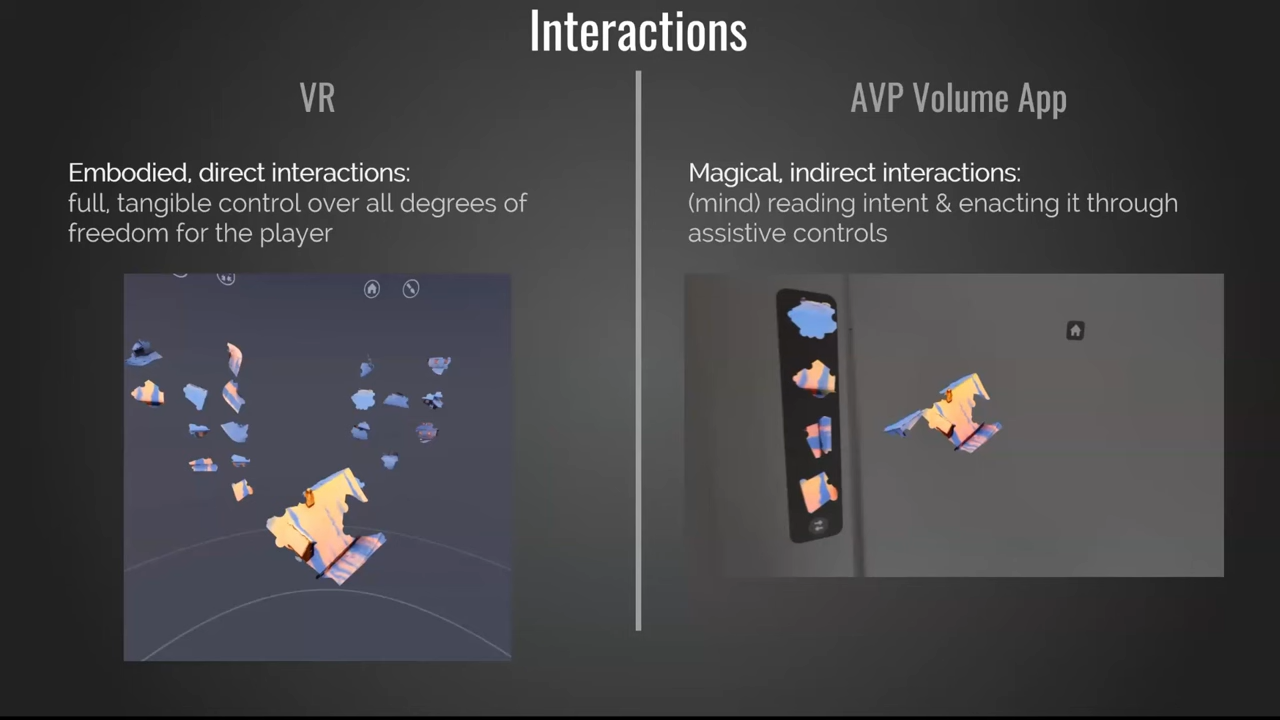 Interactions
VR
Embodied, direct interactions:
full, tangible control over all degrees of
freedom for the player
AVP Volume App
Magical, indirect interactions:
(mind) reading intent & enacting it through
assistive controls